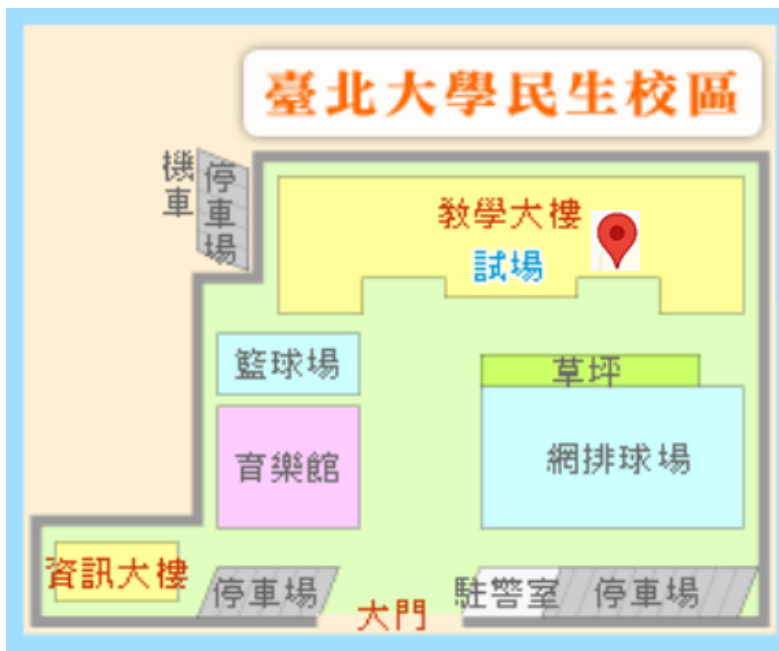 臺北大學民生校區
機車
停車場
教學大樓
試場
籃球場
草坪
育樂館
網排球場
資訊大樓
停車場
大門
駐警室
停車場